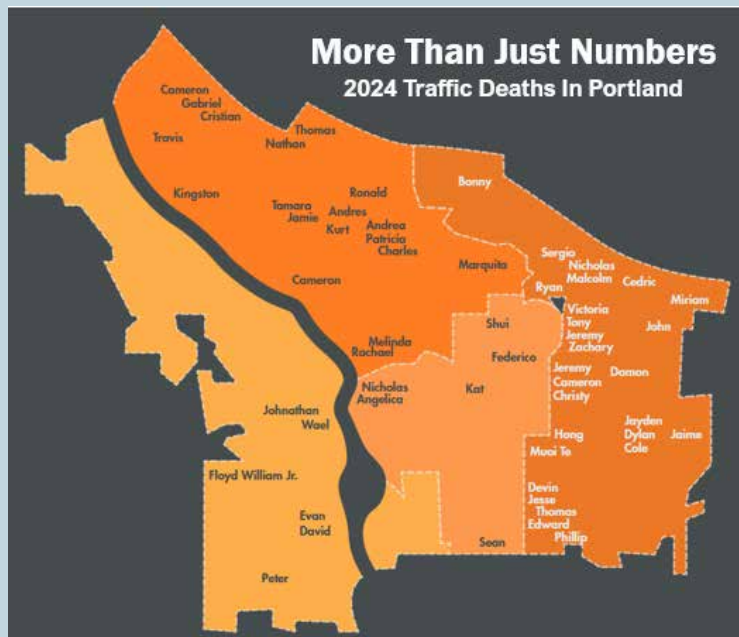 More Than Just Numbers
2024 Traffic Deaths In Portland
Cameron
Gabriel
Cristian
Thomas
Travis
Nathan
Bonny
Kingston
Ronald
Tamara
Jamie
Andres
Kurt
Andrea
Patricia
Charles
Marquita
Cameron
Melinda
Rachael
Sergio
Nicholas
Malcolm
Cedric
Ryan
Miriam
Victoria
Tony
Jeremy
Zachary
John
Shui
Federico
Kat
Nicholas
Angelica
Jeremy
Cameron
Christy
Damon
Johnathan
Wael
Jayden
Dylan
Cole
Jaime
Hong
Muoi Te
Floyd William Jr.
Devin
Jesse
Thomas
Edward
Phillip
Evan
David
Sean
Peter